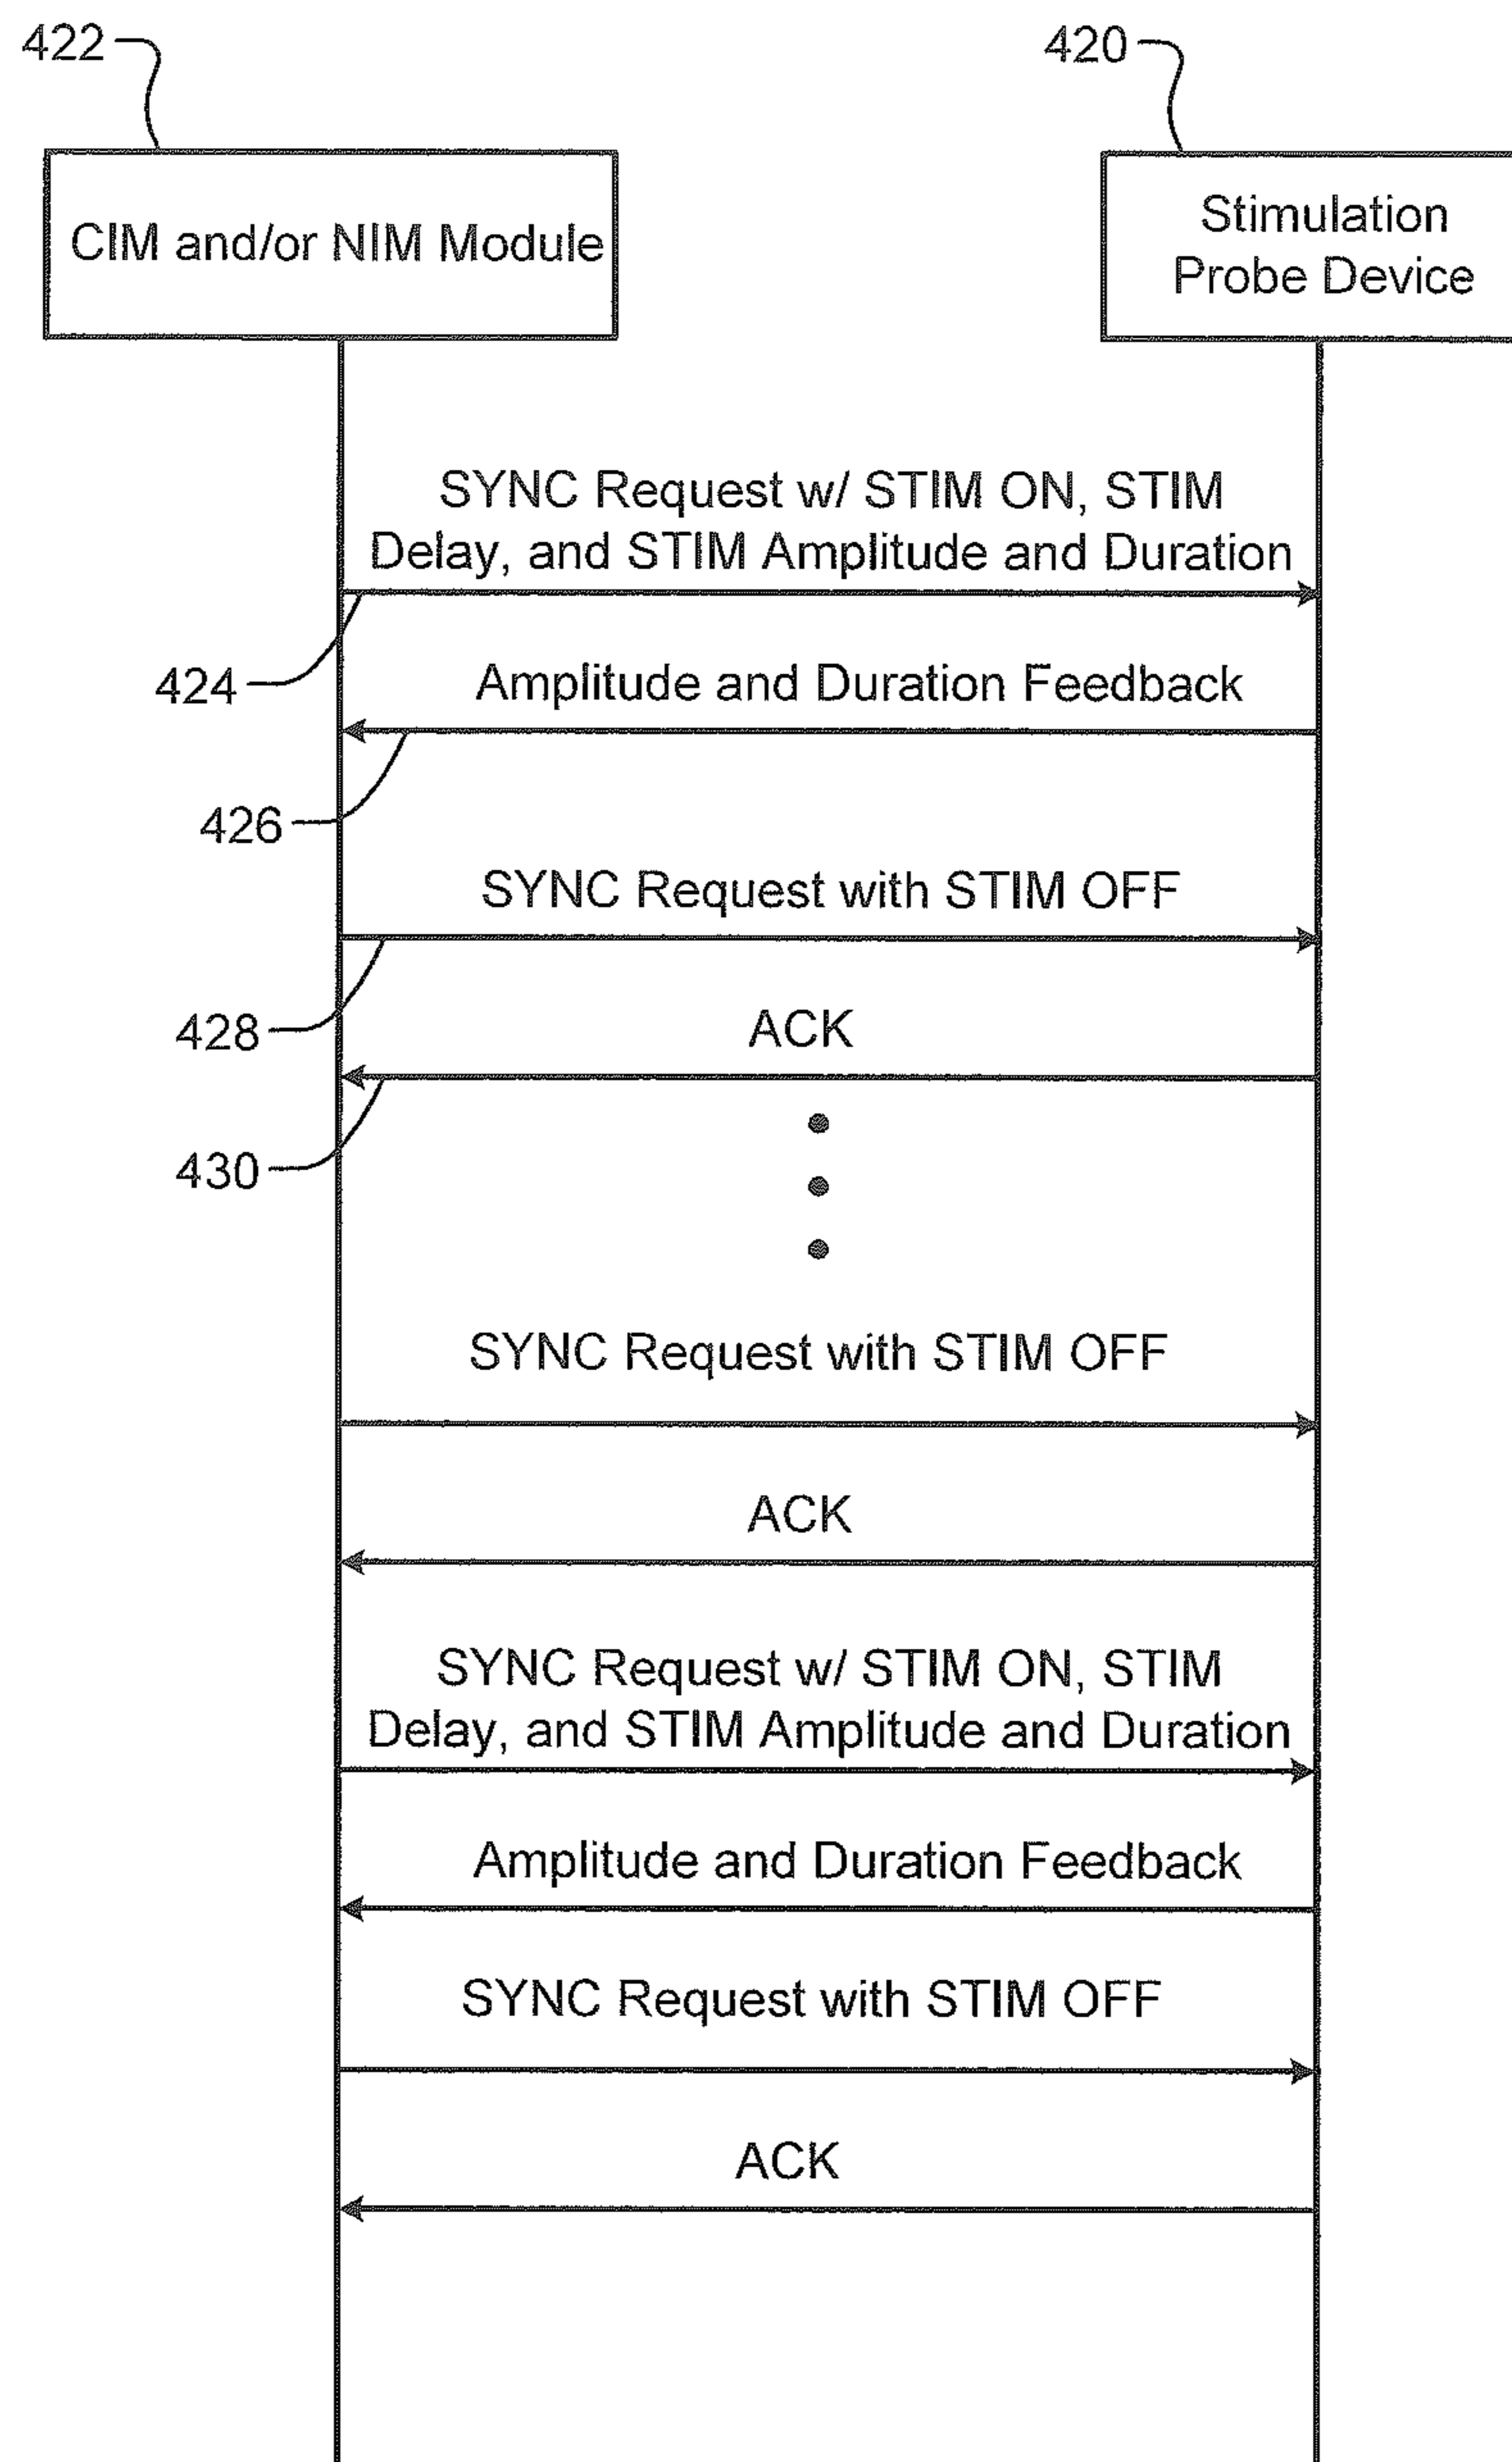 422
420
CIM and/or NIM Module
Stimulation
Probe Device
SYNC Request w/ STIM ON, STIM
Delay, and STIM Amplitude and Duration
424
Amplitude and Duration Feedback
426
SYNC Request with STIM OFF
428
ACK
430
SYNC Request with STIM OFF
ACK
SYNC Request w/ STIM ON, STIM
Delay, and STIM Amplitude and Duration
Amplitude and Duration Feedback
SYNC Request with STIM OFF
ACK